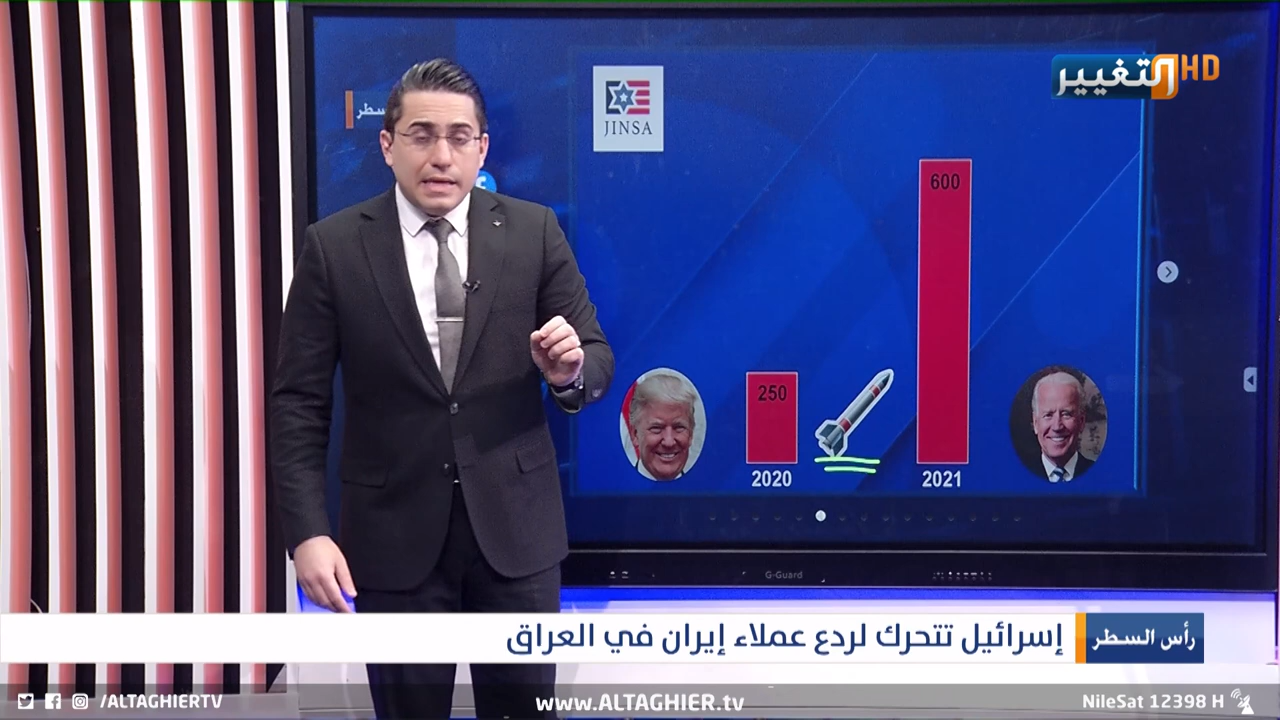 التغيير HD
JINSA
600
250
2020
2021
G-Guard
رأس السطر
إسرائيل تتحرك لردع عملاء إيران في العراق
/ALTAGHIERTV
www.ALTAGHIER.tv
NileSat 12398 H